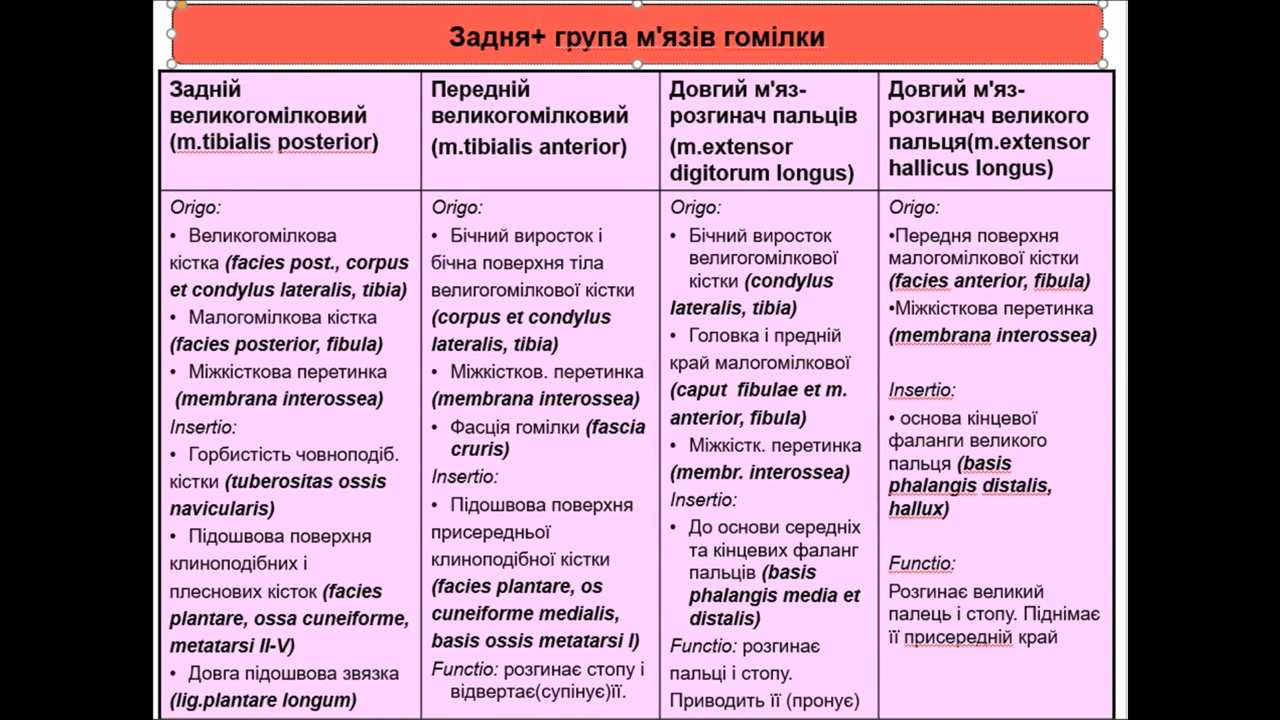 Задня+ група м'язів гомілки
Задній
великогомілковий
(m.tibialis posterior)
Origo:
• Великогомілкова
кістка (facies post., corpus
et condylus lateralis, tibia)
• Малогомілкова кістка
(facies posterior, fibula)
• Міжкісткова перетинка
(membrana interossea)
Insertio:
• Горбистість човноподіб.
кістки (tuberositas ossis
navicularis)
• Підошвова поверхня
клиноподібних і
плеснових кісток (facies
plantare, ossa cuneiforme,
metatarsi II-V)
• Довга підошвова звязка
(lig.plantare longum)
Передній
великогомілковий
(m.tibialis anterior)
Origo:
• Бічний виросток і
бічна поверхня тіла
велигогомілкової кістки
(corpus et condylus
lateralis, tibia)
• Міжкістков. перетинка
(membrana interossea)
• Фасція гомілки (fascia
cruris)
Insertio:
• Підошвова поверхня
присередньої
клиноподібної кістки
(facies plantare, os
cuneiforme medialis,
basis ossis metatarsi I)
Functio: розгинає стопу і
відвертає(супінує)її.
Довгий м'яз-
розгинач пальців
(m.extensor
digitorum longus)
Origo:
• Бічний виросток
велигогомілкової
кістки (condylus
lateralis, tibia)
• Головка і предній
край малогомілкової
(caput fibulae et m.
anterior, fibula)
• Міжкістк. перетинка
(membr. interossea)
Insertio:
• До основи середніх
та кінцевих фаланг
пальців (basis
phalangis media et
distalis)
Functio: розгинає
пальці і стопу.
Приводить її (пронує)
Довгий м'яз-
розгинач великого
пальця(m.extensor
hallicus longus)
Origo:
•Передня поверхня
малогомілкової кістки
(facies anterior, fibula)
•Міжкісткова перетинка
(membrana interossea)
Insertio:
• основа кінцевої
фаланги великого
пальця (basis
phalangis distalis,
hallux)
Functio:
Розгинає великий
палець і стопу. Піднімає
її присередній край